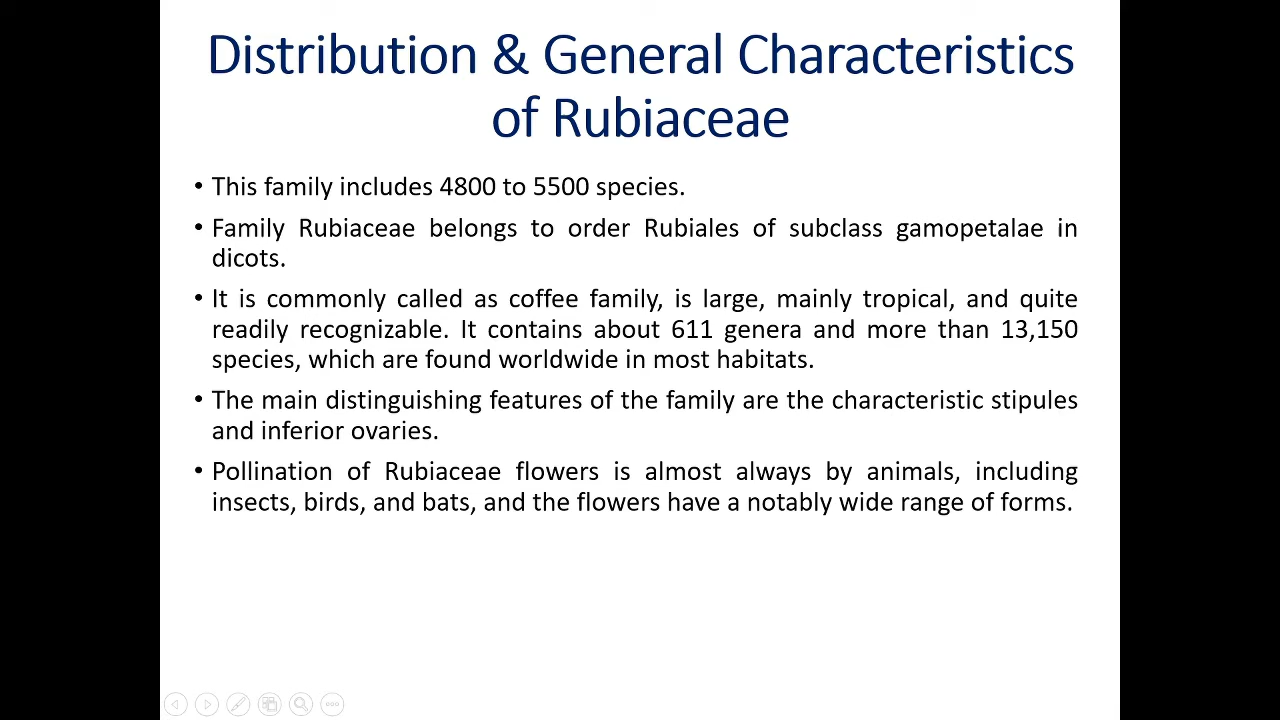 Distribution & General Characteristics
of Rubiaceae
• This family includes 4800 to 5500 species.
• Family Rubiaceae belongs to order Rubiales of subclass gamopetalae in
dicots.
• It is commonly called as coffee family, is large, mainly tropical, and quite
readily recognizable. It contains about 611 genera and more than 13,150
species, which are found worldwide in most habitats.
• The main distinguishing features of the family are the characteristic stipules
and inferior ovaries.
• Pollination of Rubiaceae flowers is almost always by animals, including
insects, birds, and bats, and the flowers have a notably wide range of forms.